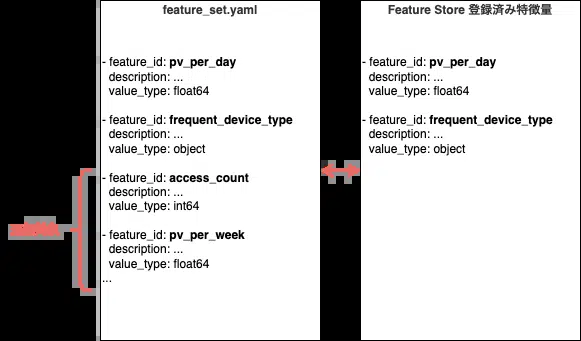 feature_set.yaml
- feature_id: pv_per_day
description: ...
value_type: float64
- feature_id: frequent_device_type
description: ...
value_type: object
- feature_id: access_count
description: ...
value_type: int64
- feature_id: pv_per_week
description: ...
value_type: float64
...
Feature Store 登録済み特徴量
- feature_id: pv_per_day
description: ...
value_type: float64
- feature_id: frequent_device_type
description: ...
value_type: object